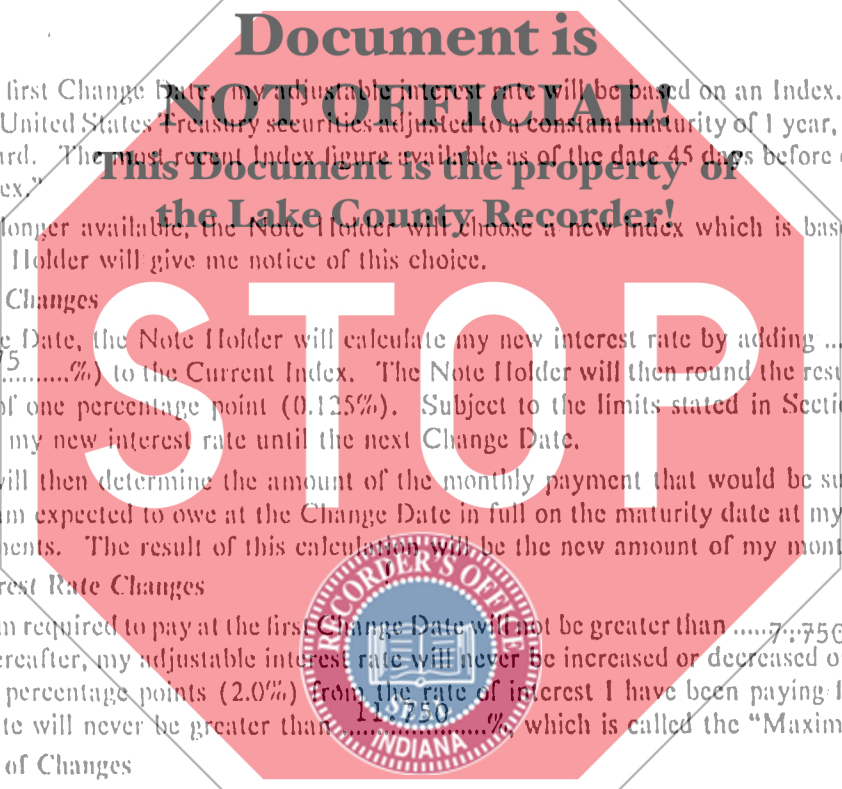 Document is
NOT OFFICIAL!
This Document is the property of
the Lake County Recorder!
STOP
first Change Date, my adjustable interest rate will be based on an Index.
United States Treasury securities adjusted to a constant maturity of 1 year,
ard. The most recent Index figure available as of the date 45 days before
ex."
longer available, the Note Holder will choose a new index which is bas
Holder will give me notice of this choice.
Changes
e Date, the Note Holder will calculate my new interest rate by adding ...
75
..........%) to the Current Index. The Note Holder will then round the resu
of one percentage point (0.125%). Subject to the limits stated in Secti
my new interest rate until the next Change Date.
will then determine the amount of the monthly payment that would be su
am expected to owe at the Change Date in full on the maturity date at my
ments. The result of this calculation will be the new amount of my mont
rest Rate Changes
m required to pay at the first Change Date will not be greater than ......7.750
ereafter, my adjustable interest rate will never be increased or decreased o
percentage points (2.0%) from the rate of interest I have been paying
te will never be greater than 11.750 %, which is called the "Maxim
of Changes
RECORDER'S OFFICE
SEAL
INDIANA